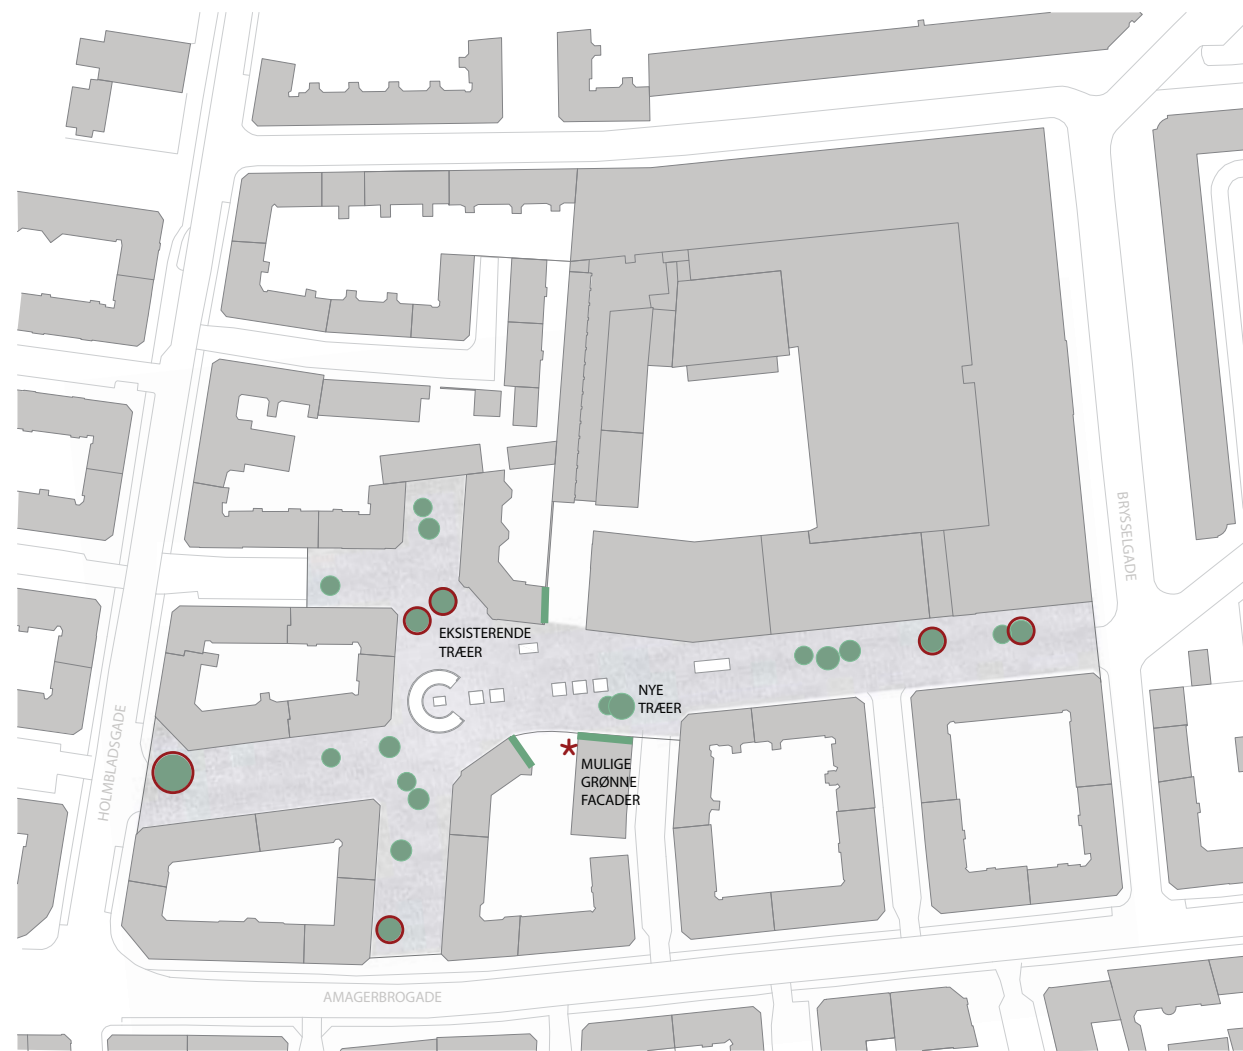 BRYSSELGADE
EKSISTERENDE
TRÆER
NYE
TRÆER
HOLMBLADSGADE
*
MULIGE
GRØNNE
FACADER
AMAGERBROGADE